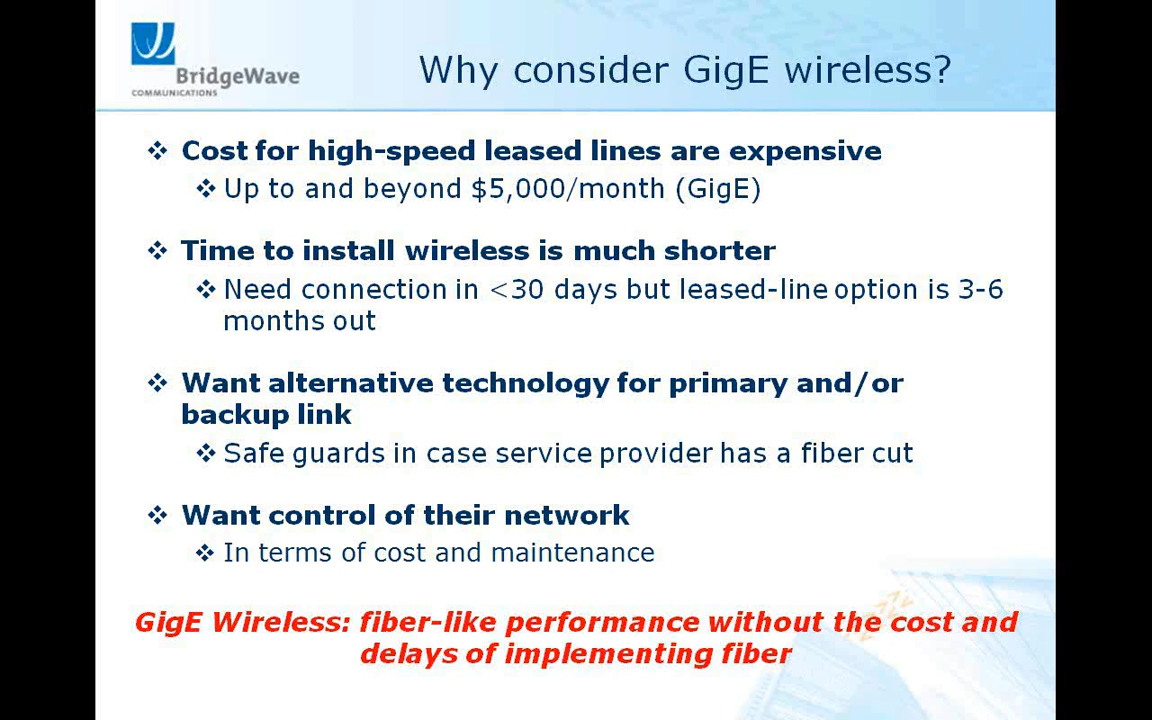 BridgeWave
COMMUNICATIONS
Why consider GigE wireless?
Cost for high-speed leased lines are expensive
Up to and beyond $5,000/month (GigE)
Time to install wireless is much shorter
Need connection in <30 days but leased-line option is 3-6
months out
Want alternative technology for primary and/or
backup link
Safe guards in case service provider has a fiber cut
Want control of their network
In terms of cost and maintenance
GigE Wireless: fiber-like performance without the cost and
delays of implementing fiber